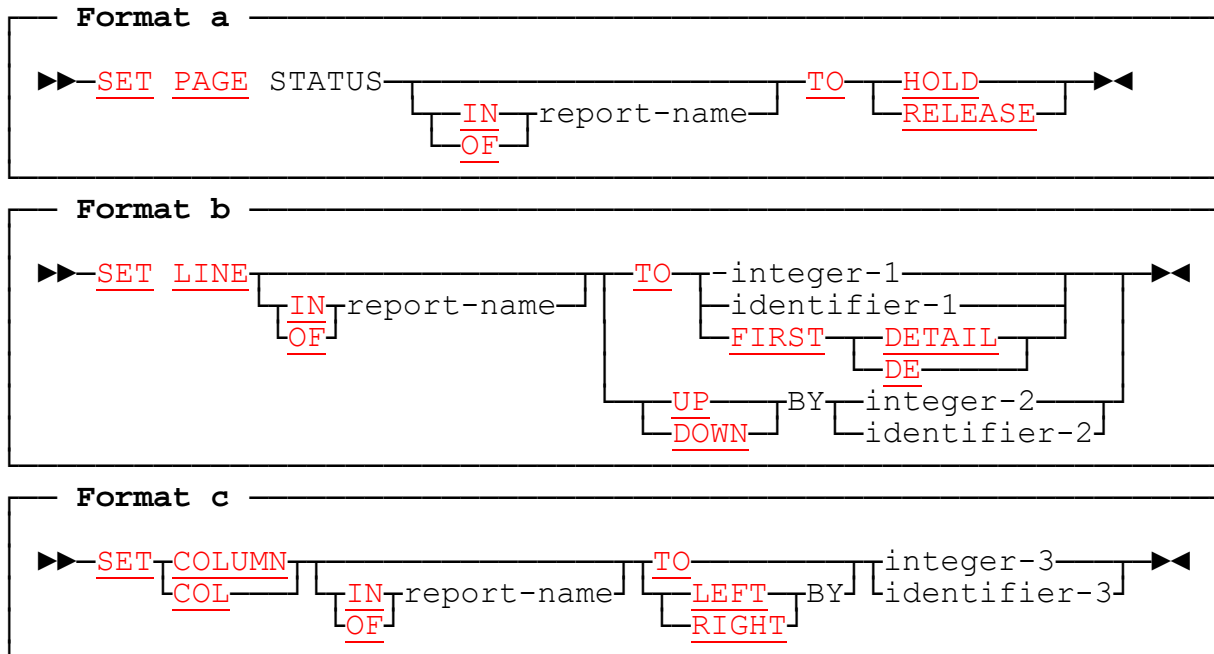 Format a
SET PAGE STATUS TO HOLD
IN report-name RELEASE
OF
Format b
SET LINE TO -integer-1
IN report-name identifier-1
OF FIRST DETAIL
DE
UP BY integer-2
DOWN identifier-2
Format c
SET COLUMN TO integer-3
COL IN report-name LEFT BY identifier-3
OF RIGHT